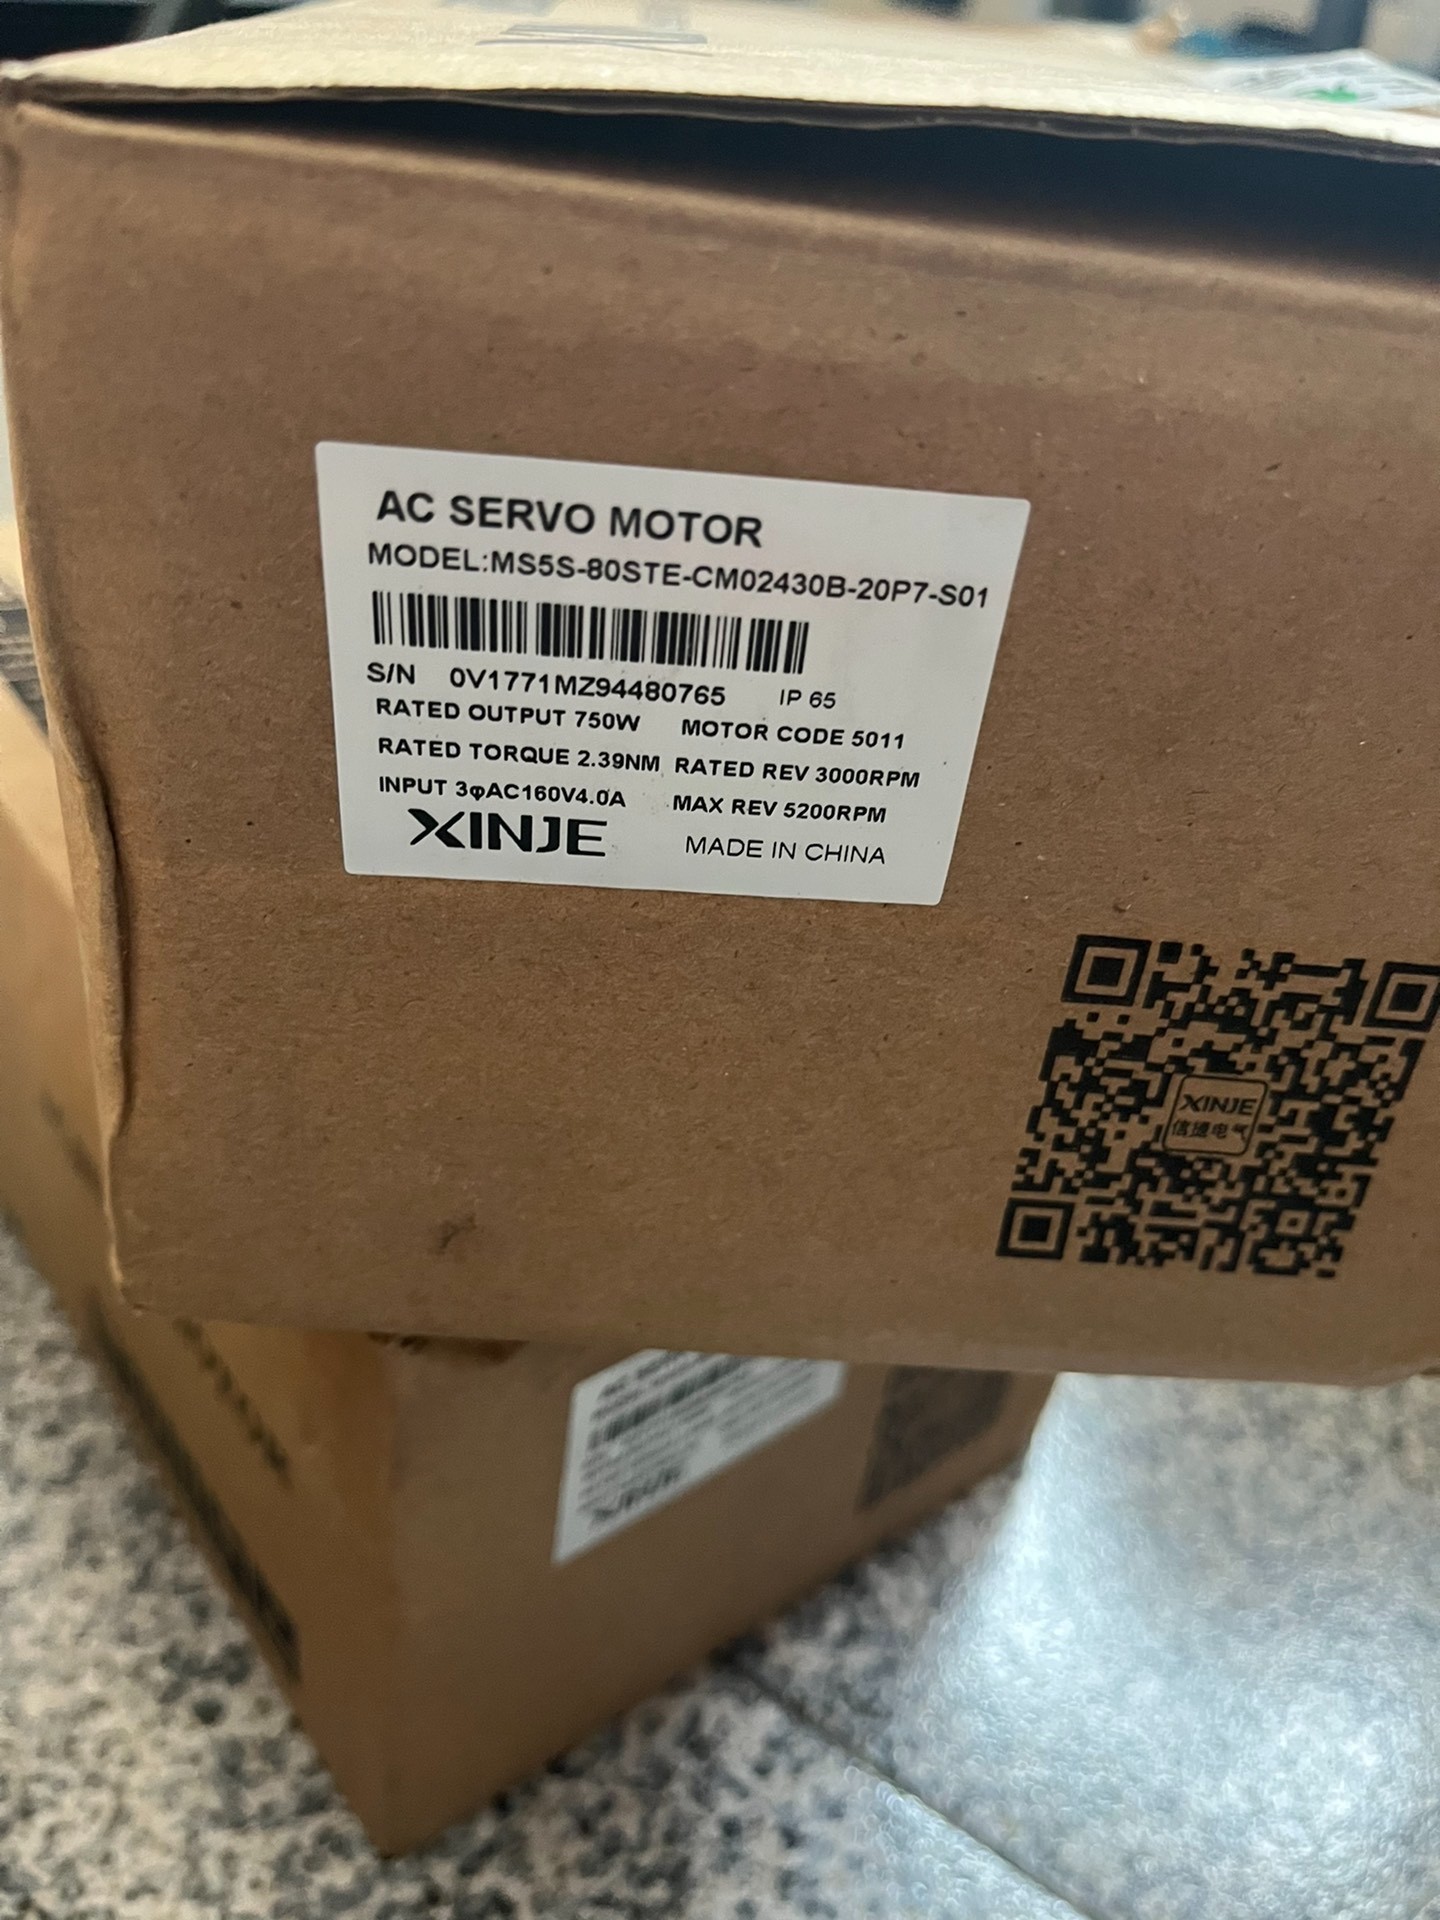 AC SERVO MOTOR
MODEL:MS5S-80STE-CM02430B-20P7-S01
S/N 0V1771MZ94480765 IP 65
RATED OUTPUT 750W MOTOR CODE 5011
RATED TORQUE 2.39NM RATED REV 3000RPM
INPUT 3φAC160V4.0A MAX REV 5200RPM
XINJE MADE IN CHINA
XINJE
信捷电气